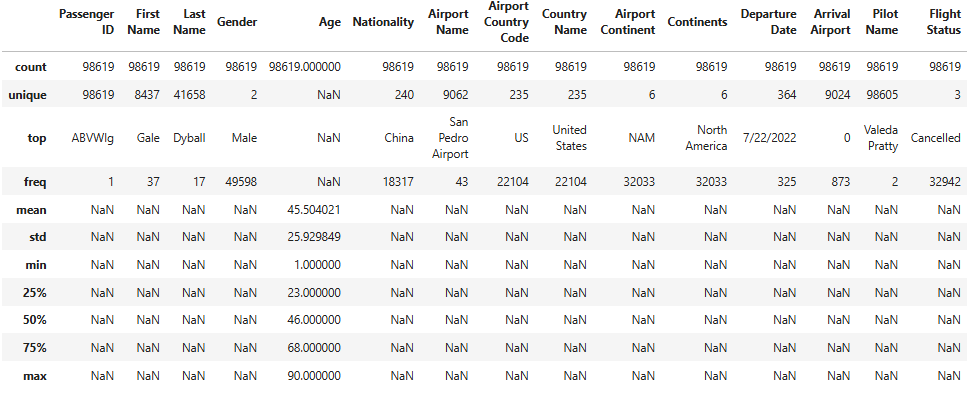 Passenger ID First Name Last Name Gender Age Nationality Airport Name Airport Country Code Country Name Airport Continent Continents Departure Date Arrival Airport Pilot Name Flight Status
count 98619 98619 98619 98619 98619.000000 98619 98619 98619 98619 98619 98619 98619 98619 98619 98619
unique 98619 8437 41658 2 NaN 240 9062 235 235 6 6 364 9024 98605 3
top ABVWIg Gale Dyball Male NaN China San Pedro Airport US United States NAM North America 7/22/2022 0 Valeda Pratty Cancelled
freq 1 37 17 49598 NaN 18317 43 22104 22104 32033 32033 325 873 2 32942
mean NaN NaN NaN NaN 45.504021 NaN NaN NaN NaN NaN NaN NaN NaN NaN NaN
std NaN NaN NaN NaN 25.929849 NaN NaN NaN NaN NaN NaN NaN NaN NaN NaN
min NaN NaN NaN NaN 1.000000 NaN NaN NaN NaN NaN NaN NaN NaN NaN NaN
25% NaN NaN NaN NaN 23.000000 NaN NaN NaN NaN NaN NaN NaN NaN NaN NaN
50% NaN NaN NaN NaN 46.000000 NaN NaN NaN NaN NaN NaN NaN NaN NaN NaN
75% NaN NaN NaN NaN 68.000000 NaN NaN NaN NaN NaN NaN NaN NaN NaN NaN
max NaN NaN NaN NaN 90.000000 NaN NaN NaN NaN NaN NaN NaN NaN NaN NaN